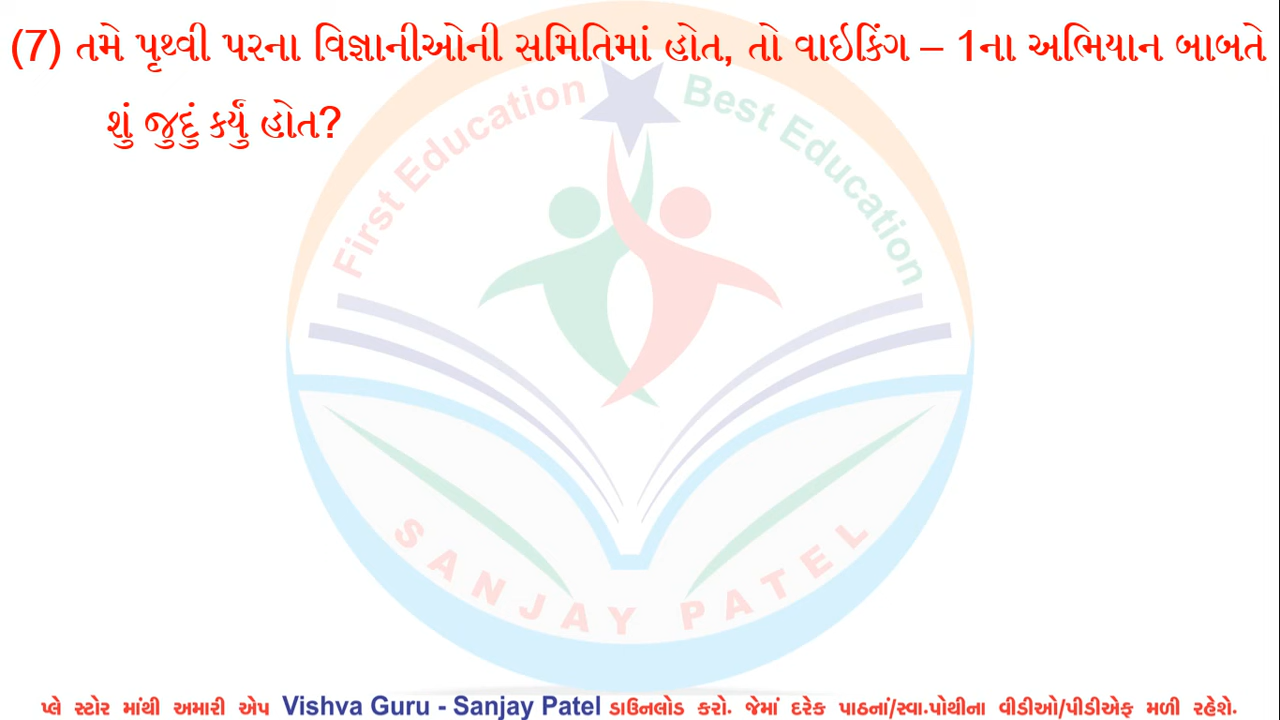 (7) તમે પૃથ્વી પરના વિજ્ઞાનીઓની સમિતિમાં હોત, તો વાઇકિંગ – 1ના અભિયાન બાબતે
શું જુદું કર્યું હોત?
First Education Best Education
SANJAY PATEL
પ્લે સ્ટોર માંથી અમારી એપ Vishva Guru - Sanjay Patel ડાઉનલોડ કરો. જેમાં દરેક પાઠનાં/સ્વા.પોથીના વીડીઓ/પીડીએફ મળી રહેશે.